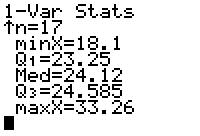 1-Var Stats
↑n=17
minX=18.1
Q₁=23.25
Med=24.12
Q₃=24.585
maxX=33.26